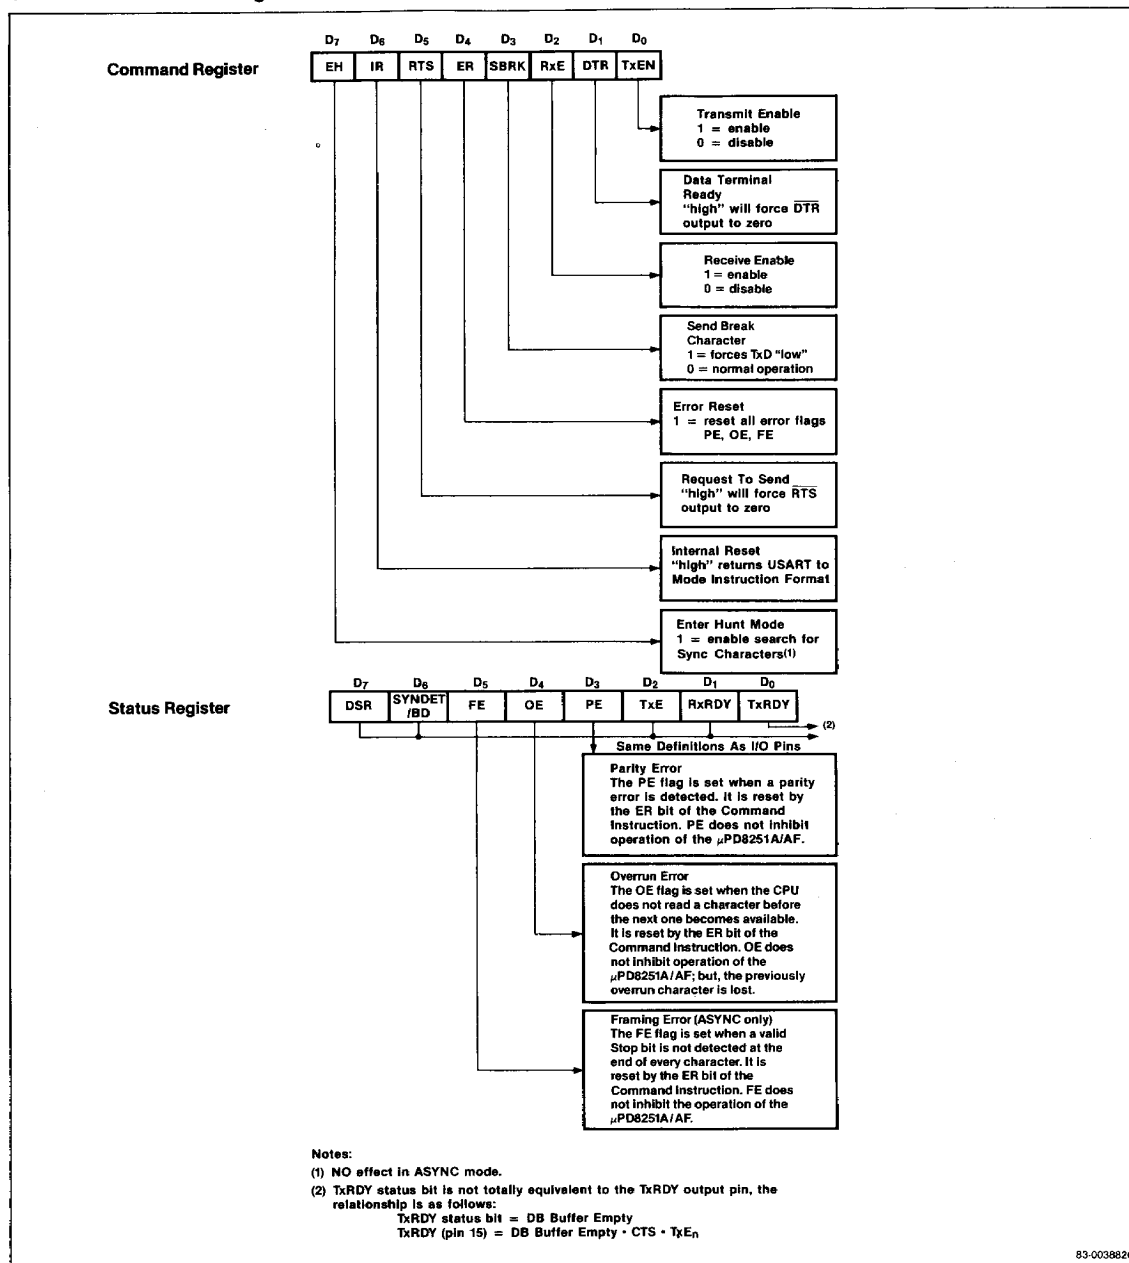 D7 D6 D5 D4 D3 D2 D1 D0
Command Register
EH IR RTS ER SBRK RxE DTR TxEN
Transmit Enable
1 = enable
0 = disable
Data Terminal
Ready
"high" will force DTR
output to zero
Receive Enable
1 = enable
0 = disable
Send Break
Character
1 = forces TxD "low"
0 = normal operation
Error Reset
1 = reset all error flags
PE, OE, FE
Request To Send
"high" will force RTS
output to zero
Internal Reset
"high" returns USART to
Mode Instruction Format
Enter Hunt Mode
1 = enable search for
Sync Characters(1)
D7 D6 D5 D4 D3 D2 D1 D0
Status Register
DSR SYNDET/BD FE OE PE TxE RxRDY TxRDY
(2)
Same Definitions As I/O Pins
Parity Error
The PE flag is set when a parity
error is detected. It is reset by
the ER bit of the Command
Instruction. PE does not inhibit
operation of the μPD8251A/AF.
Overrun Error
The OE flag is set when the CPU
does not read a character before
the next one becomes available.
It is reset by the ER bit of the
Command Instruction. OE does
not inhibit operation of the
μPD8251A/AF; but, the previously
overrun character is lost.
Framing Error (ASYNC only)
The FE flag is set when a valid
Stop bit is not detected at the
end of every character. It is
reset by the ER bit of the
Command Instruction. FE does
not inhibit the operation of the
μPD8251A/AF.
Notes:
(1) NO effect in ASYNC mode.
(2) TxRDY status bit is not totally equivalent to the TxRDY output pin, the
relationship is as follows:
TxRDY status bit = DB Buffer Empty
TxRDY (pin 15) = DB Buffer Empty • CTS • TxEn